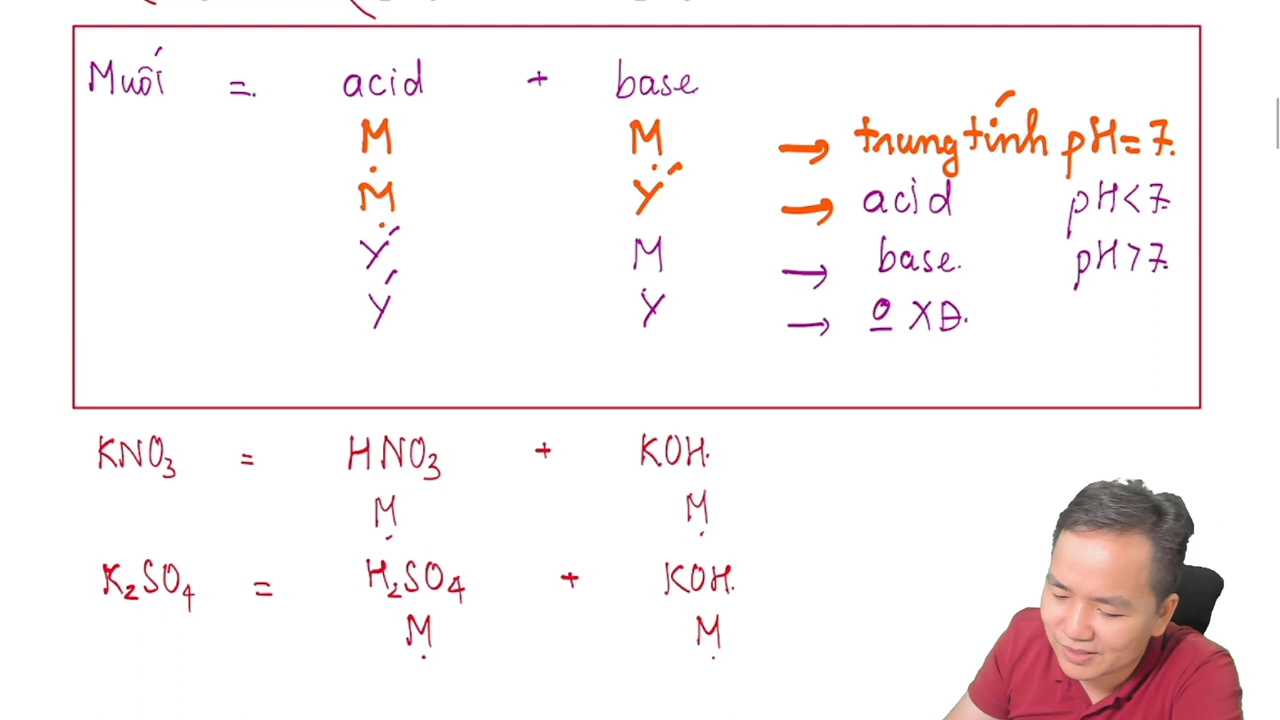 Muối = acid + base
Ṃ Ṃ → trung tính pH = 7.
Ṃ Ý → acid pH < 7.
Ý M → base. pH > 7.
Ý Y → o XĐ.
KNO₃ = HNO₃ + KOH.
Ṃ Ṃ
K₂SO₄ = H₂SO₄ + KOH.
Ṃ Ṃ